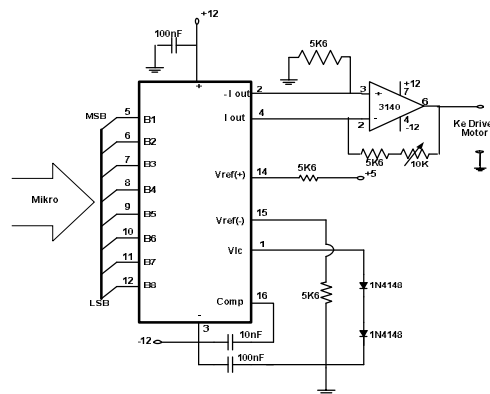 +12
100nF
5K6
+
- I out
2
3
+
+12
7
3140
6
MSB
5
B1
I out
4
2
-
4
-12
Ke Drive
Motor
6
B2
5K6
10K
7
B3
Vref(+)
14
5K6
+5
8
B4
Mikro
9
B5
Vref(-)
15
10
B6
Vlc
1
11
B7
1N4148
12
B8
LSB
Comp
16
5K6
-
3
10nF
1N4148
-12
100nF